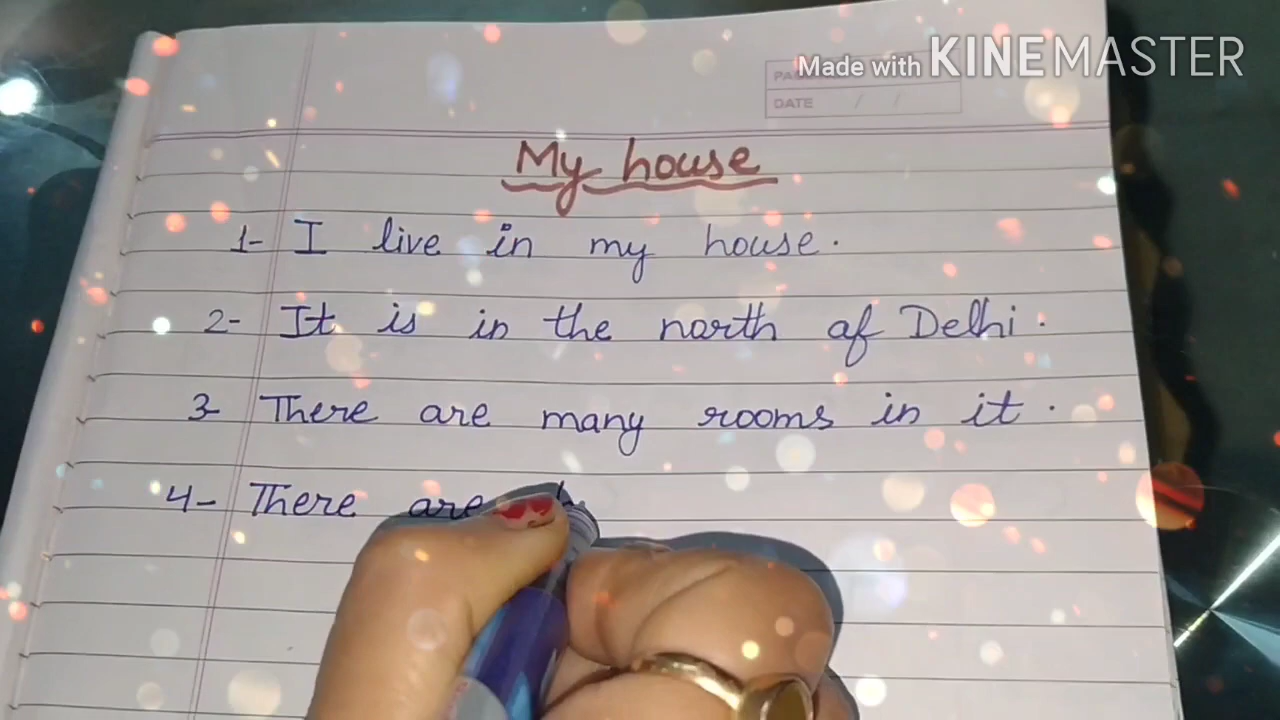 Made with KINEMASTER
DATE / /
My house
1- I live in my house.
2- It is in the north of Delhi.
3- There are many rooms in it.
4- There are